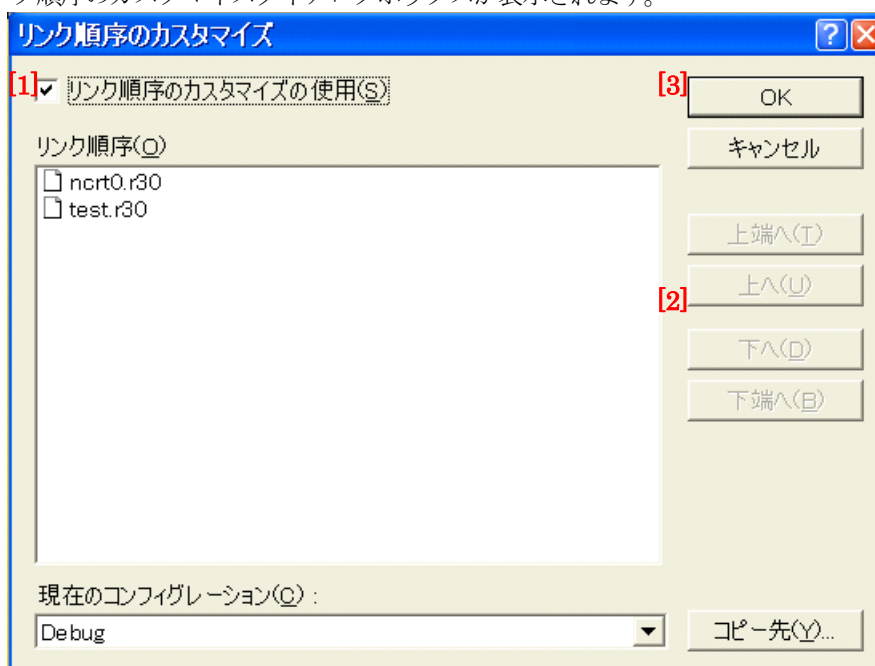 リンク順序のカスタマイズ
[1] リンク順序のカスタマイズの使用(S)
[3] OK
リンク順序(O)
キャンセル
ncrt0.r30
test.r30
上端へ(T)
上へ(U)
[2]
下へ(D)
下端へ(B)
現在のコンフィグレーション(C) :
Debug
コピー先(Y)...